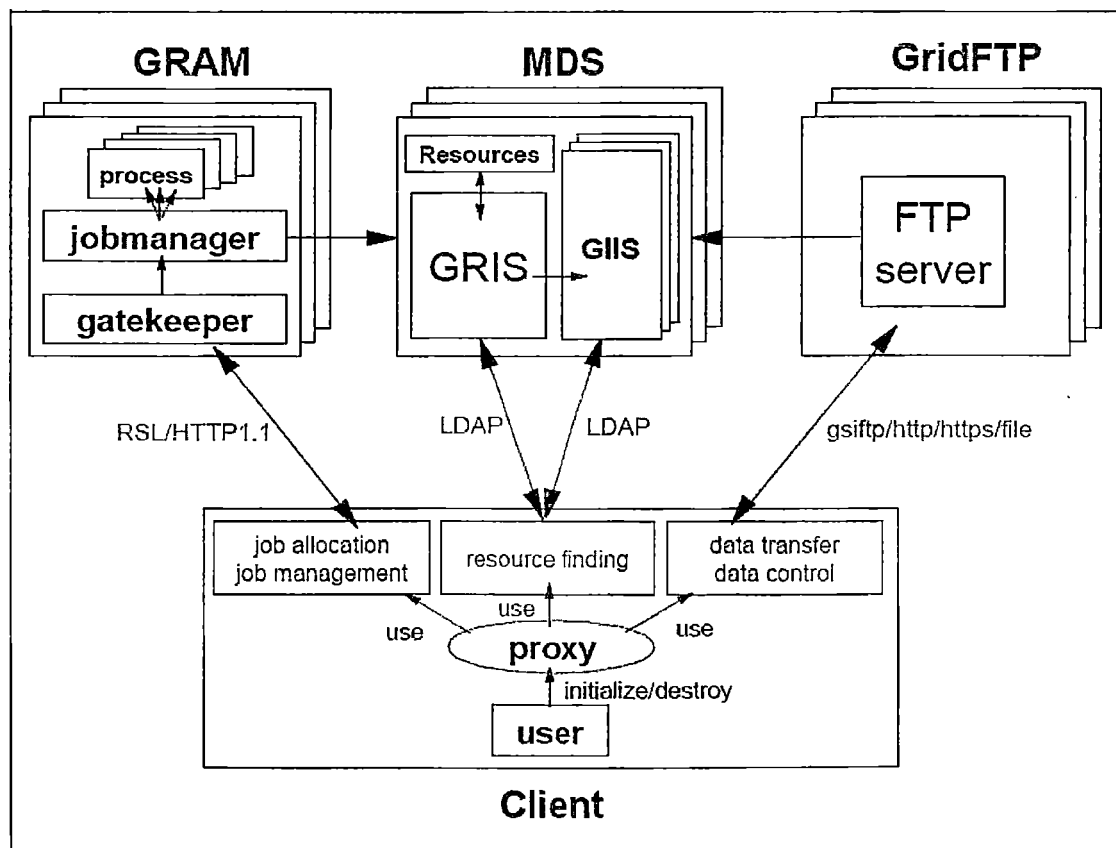 GRAM
MDS
GridFTP
process
jobmanager
gatekeeper
Resources
GRIS
GIIS
FTP
server
RSL/HTTP1.1
LDAP
LDAP
gsiftp/http/https/file
job allocation
job management
resource finding
data transfer
data control
use
use
use
proxy
initialize/destroy
user
Client